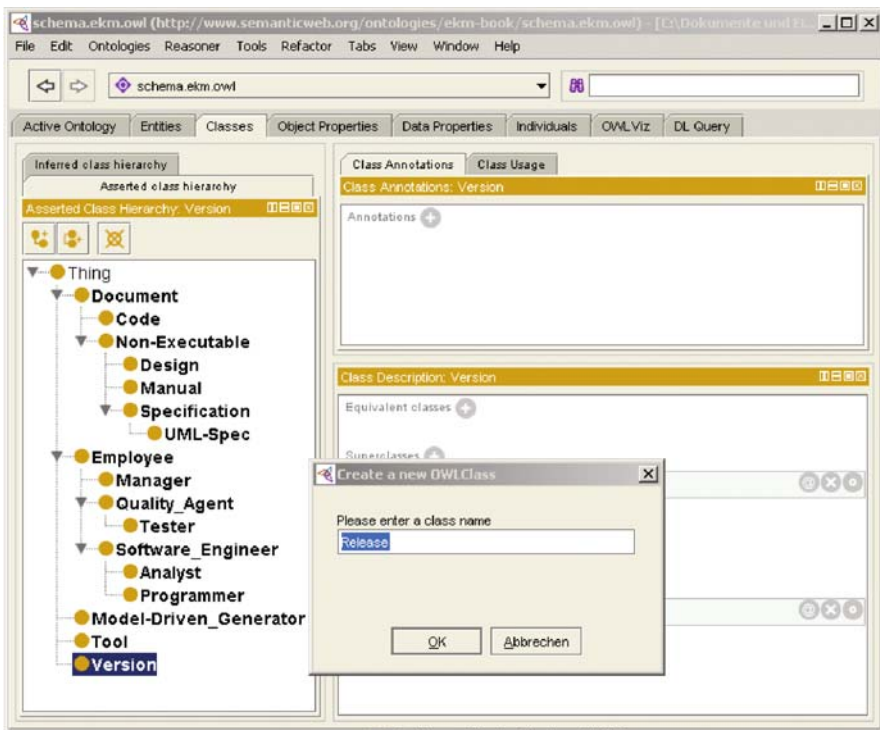 schema.ekm.owl (http://www.semanticweb.org/ontologies/ekm-book/schema.ekm.owl) - [C:\Dokumente und Ei
File Edit Ontologies Reasoner Tools Refactor Tabs View Window Help
schema.ekm.owl
Active Ontology Entities Classes Object Properties Data Properties Individuals OWLViz DL Query
Inferred class hierarchy
Asserted class hierarchy
Asserted Class Hierarchy: Version
Thing
Document
Code
Non-Executable
Design
Manual
Specification
UML-Spec
Employee
Manager
Quality_Agent
Tester
Software_Engineer
Analyst
Programmer
Model-Driven_Generator
Tool
Version
Class Annotations Class Usage
Class Annotations: Version
Annotations
Class Description: Version
Equivalent classes
Superclasses
Create a new OWLClass
Please enter a class name
Release
OK Abbrechen